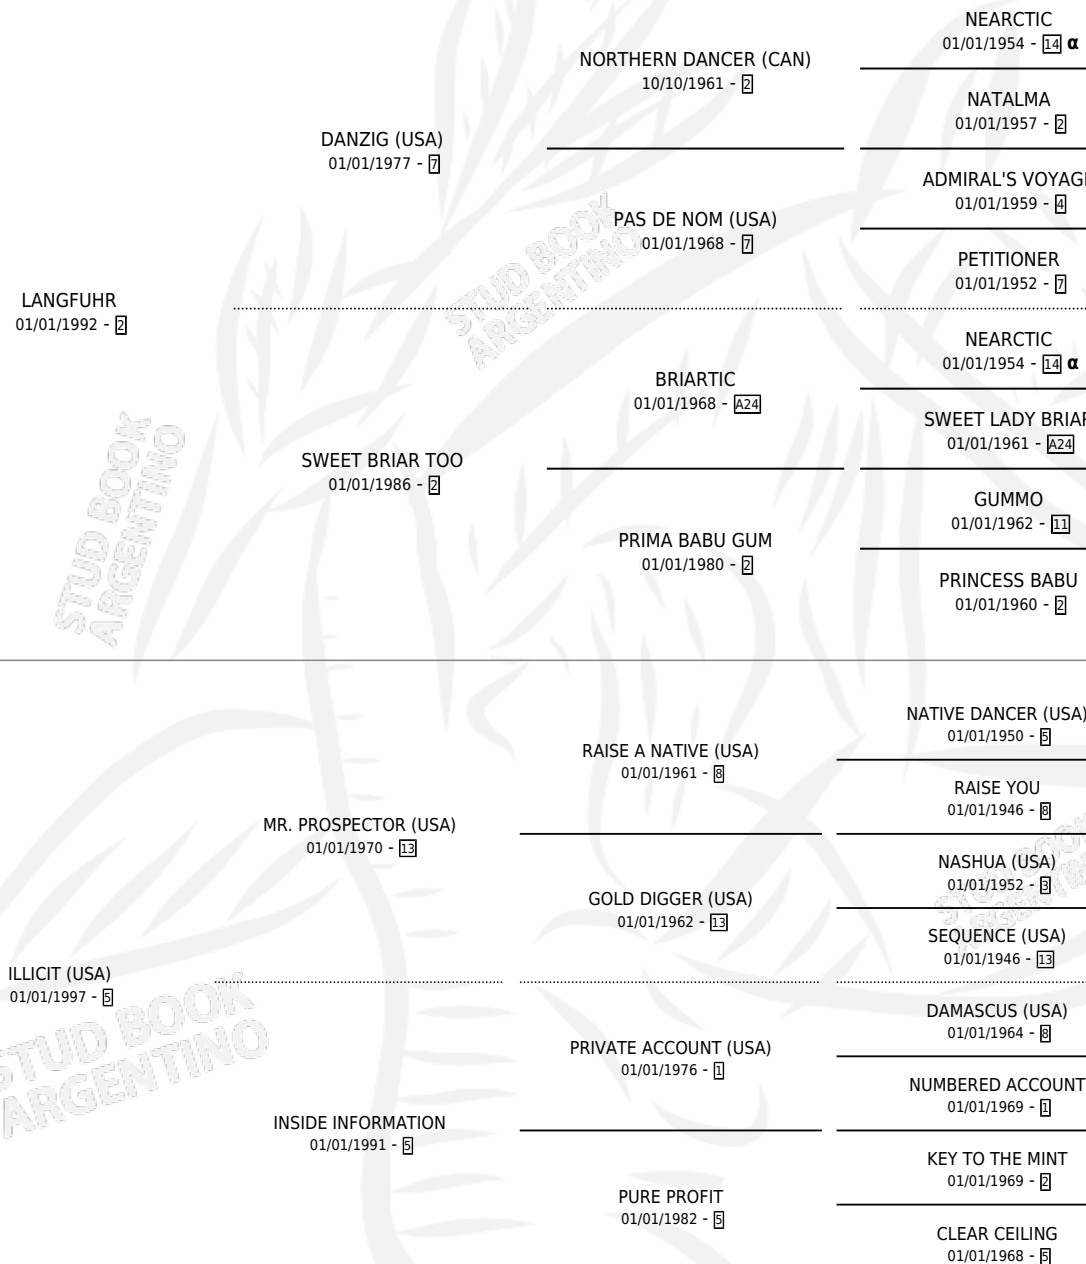 NEARCTIC
01/01/1954 - 14 α
NORTHERN DANCER (CAN)
10/10/1961 - 2
NATALMA
01/01/1957 - 2
DANZIG (USA)
01/01/1977 - 7
ADMIRAL'S VOYAGE
01/01/1959 - 4
PAS DE NOM (USA)
01/01/1968 - 7
PETITIONER
01/01/1952 - 7
LANGFUHR
01/01/1992 - 2
NEARCTIC
01/01/1954 - 14 α
BRIARTIC
01/01/1968 - A24
SWEET LADY BRIAR
01/01/1961 - A24
SWEET BRIAR TOO
01/01/1986 - 2
GUMMO
01/01/1962 - 11
PRIMA BABU GUM
01/01/1980 - 2
PRINCESS BABU
01/01/1960 - 2
NATIVE DANCER (USA)
01/01/1950 - 5
RAISE A NATIVE (USA)
01/01/1961 - 8
RAISE YOU
01/01/1946 - 8
MR. PROSPECTOR (USA)
01/01/1970 - 13
NASHUA (USA)
01/01/1952 - 3
GOLD DIGGER (USA)
01/01/1962 - 13
SEQUENCE (USA)
01/01/1946 - 13
ILLICIT (USA)
01/01/1997 - 5
DAMASCUS (USA)
01/01/1964 - 8
PRIVATE ACCOUNT (USA)
01/01/1976 - 1
NUMBERED ACCOUNT
01/01/1969 - 1
INSIDE INFORMATION
01/01/1991 - 5
KEY TO THE MINT
01/01/1969 - 2
PURE PROFIT
01/01/1982 - 5
CLEAR CEILING
01/01/1968 - 5
STUD BOOK
ARGENTINO
STUD BOOK
ARGENTINO
STUD BOOK
ARGENTINO
STUD BOOK
ARGENTINO